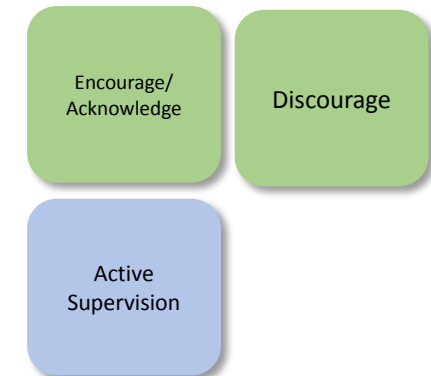 Encourage/
Acknowledge
Discourage
Active
Supervision